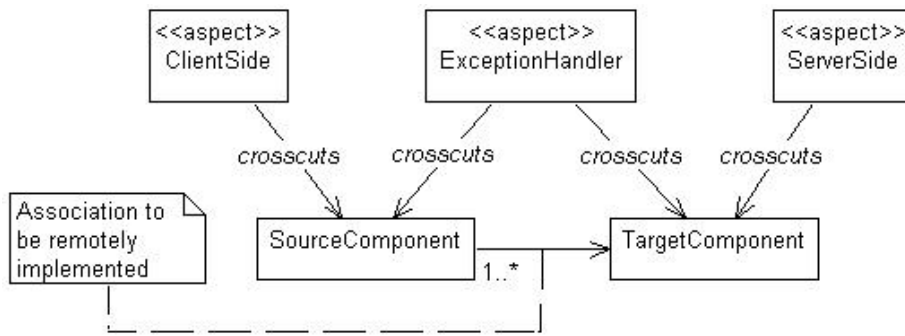 <<aspect>>
ClientSide
<<aspect>>
ExceptionHandler
<<aspect>>
ServerSide
crosscuts
crosscuts
crosscuts
crosscuts
Association to
be remotely
implemented
SourceComponent
1..*
TargetComponent